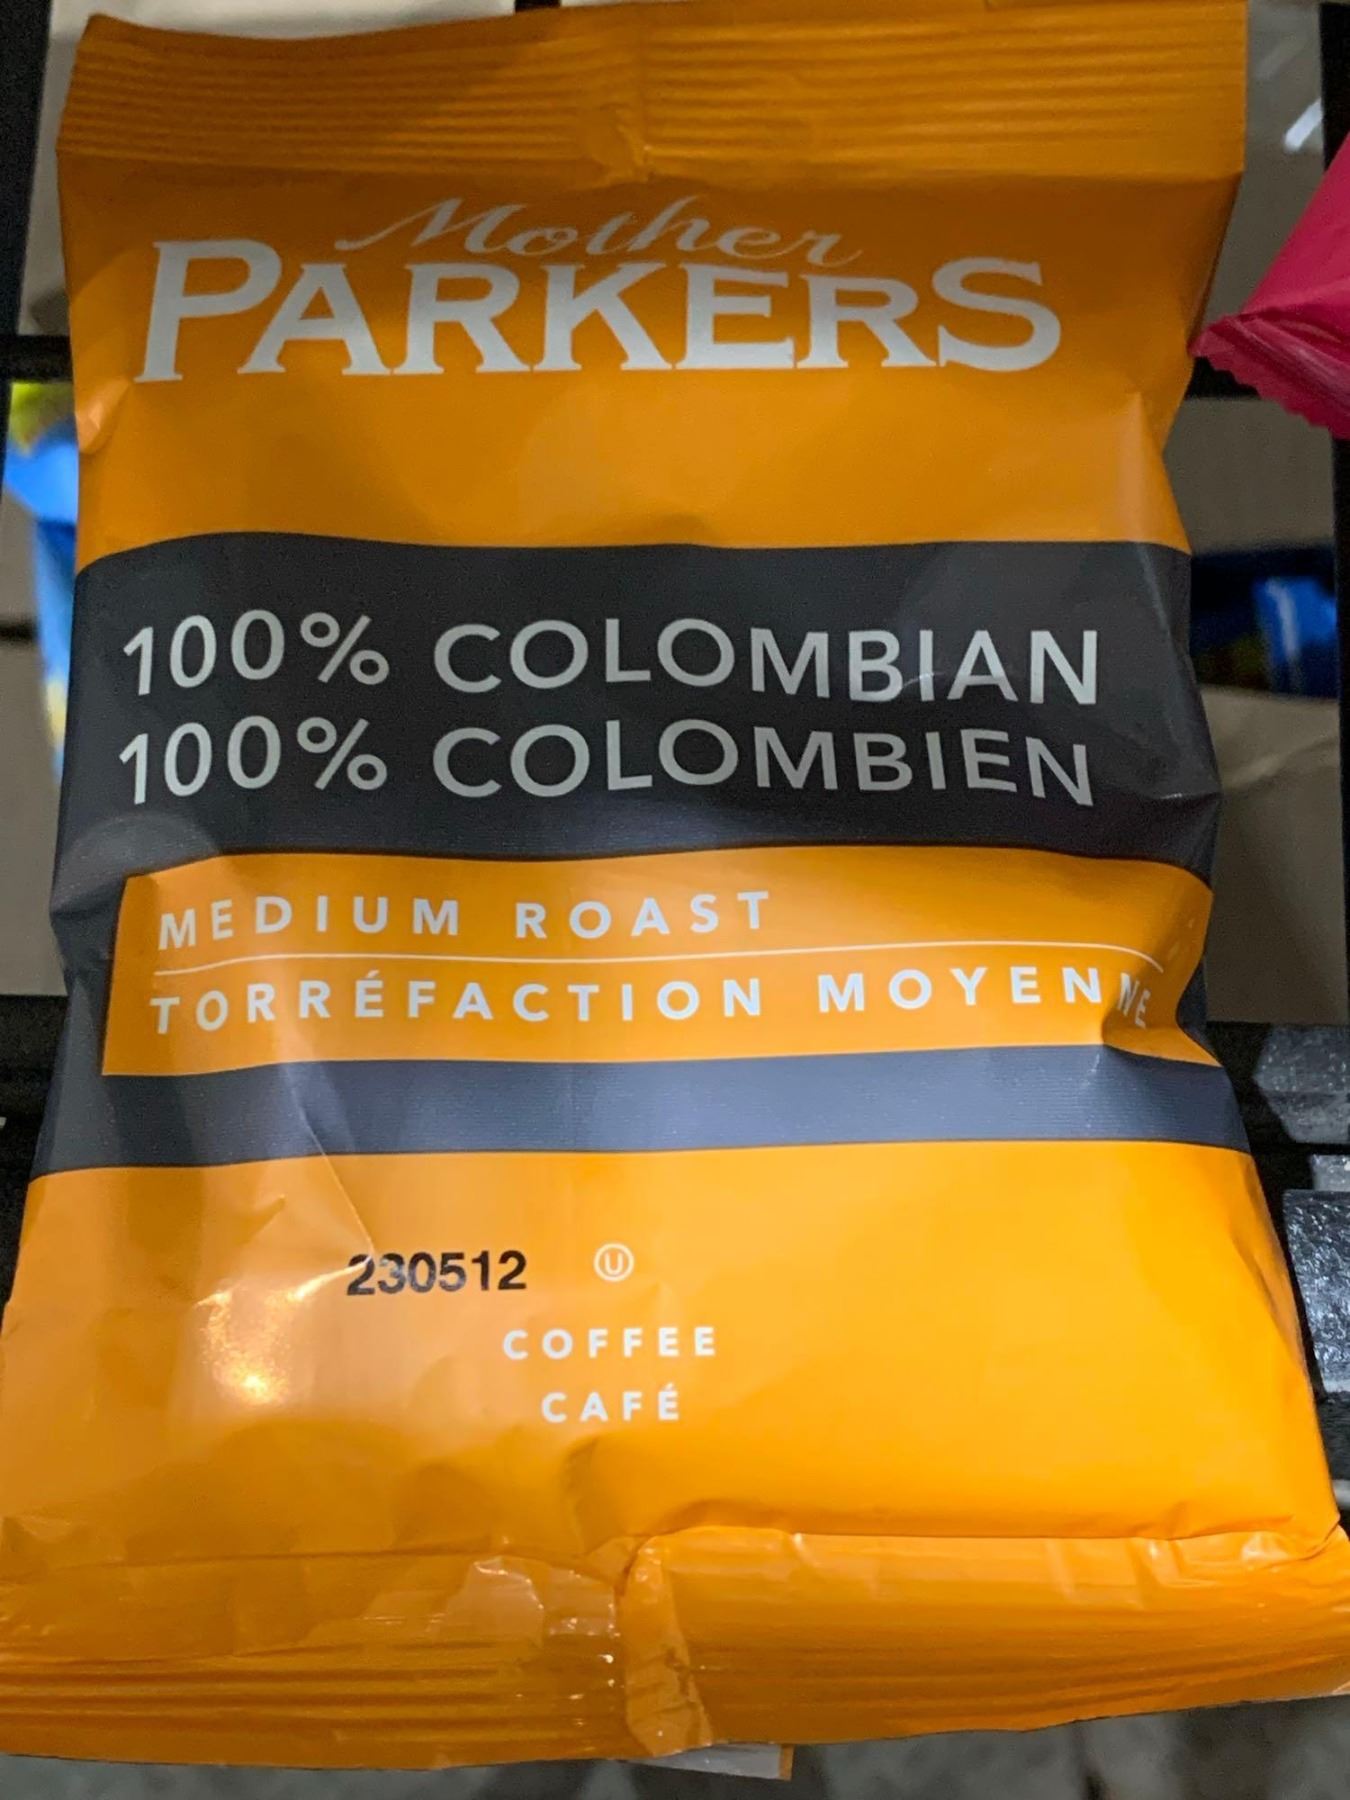 Mother
PARKERS
100% COLOMBIAN
100% COLOMBIEN
MEDIUM ROAST
TORRÉFACTION MOYENNE
230512 Ⓤ
COFFEE
CAFÉ